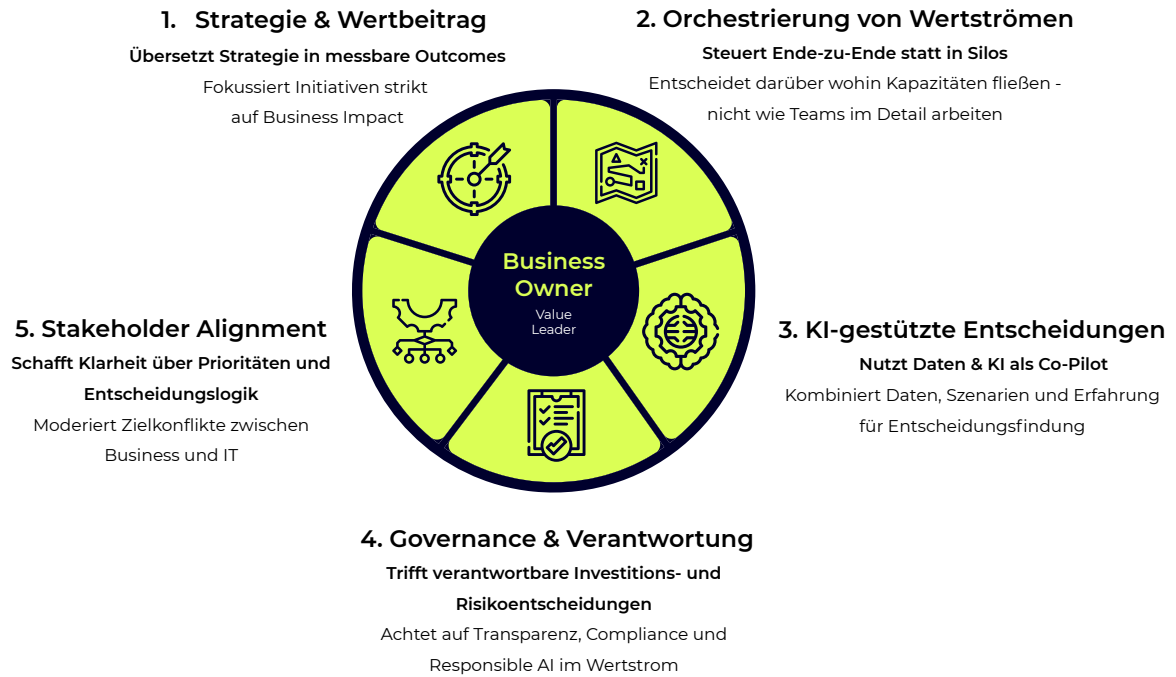 1. Strategie & Wertbeitrag
Übersetzt Strategie in messbare Outcomes
Fokussiert Initiativen strikt
auf Business Impact
2. Orchestrierung von Wertströmen
Steuert Ende-zu-Ende statt in Silos
Entscheidet darüber wohin Kapazitäten fließen -
nicht wie Teams im Detail arbeiten
Business
Owner
Value
Leader
3. KI-gestützte Entscheidungen
Nutzt Daten & KI als Co-Pilot
Kombiniert Daten, Szenarien und Erfahrung
für Entscheidungsfindung
4. Governance & Verantwortung
Trifft verantwortbare Investitions- und
Risikoentscheidungen
Achtet auf Transparenz, Compliance und
Responsible AI im Wertstrom
5. Stakeholder Alignment
Schafft Klarheit über Prioritäten und
Entscheidungslogik
Moderiert Zielkonflikte zwischen
Business und IT